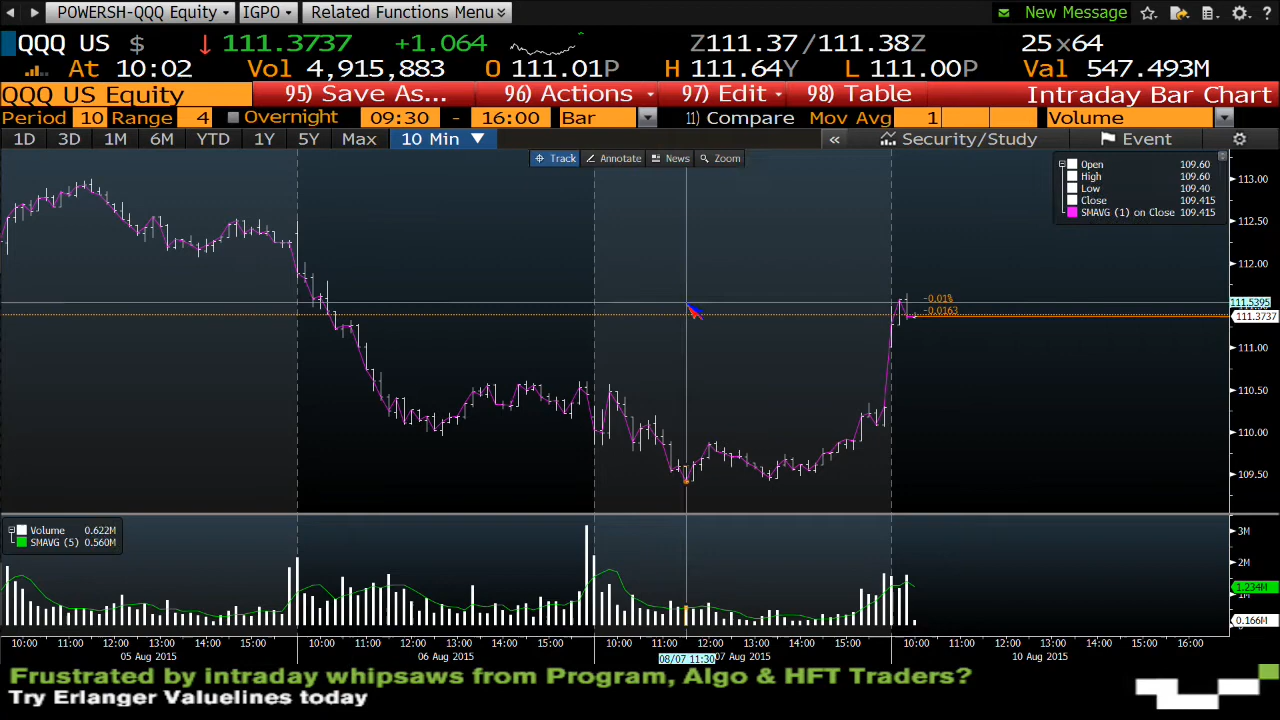 POWERSH-QQQ Equity IGPO Related Functions Menu New Message ?
QQQ US $ ↓ 111.3737 +1.064 Z111.37/111.38Z 25x64
At 10:02 Vol 4,915,883 O 111.01P H 111.64Y L 111.00P Val 547.493M
QQQ US Equity 95) Save As... 96) Actions 97) Edit 98) Table Intraday Bar Chart
Period 10 Range 4 Overnight 09:30 - 16:00 Bar 11) Compare Mov Avg 1 Volume
1D 3D 1M 6M YTD 1Y 5Y Max 10 Min ▼ « Security/Study Event
Track Annotate News Zoom
Open 109.60
High 109.60
Low 109.40
Close 109.415
SMAVG (1) on Close 109.415
113.00
112.50
112.00
-0.01%
111.5395
-0.0163
111.3737
111.00
110.50
110.00
109.50
Volume 0.622M
SMAVG (5) 0.560M
3M
2M
1.234M
1M
0.166M
10:00 11:00 12:00 13:00 14:00 15:00 10:00 11:00 12:00 13:00 14:00 15:00 10:00 11:00 12:00 13:00 14:00 15:00 10:00 11:00 12:00 13:00 14:00 15:00 16:00
05 Aug 2015 06 Aug 2015 08/07 11:30 07 Aug 2015 10 Aug 2015
Frustrated by intraday whipsaws from Program, Algo & HFT Traders?
Try Erlanger Valuelines today